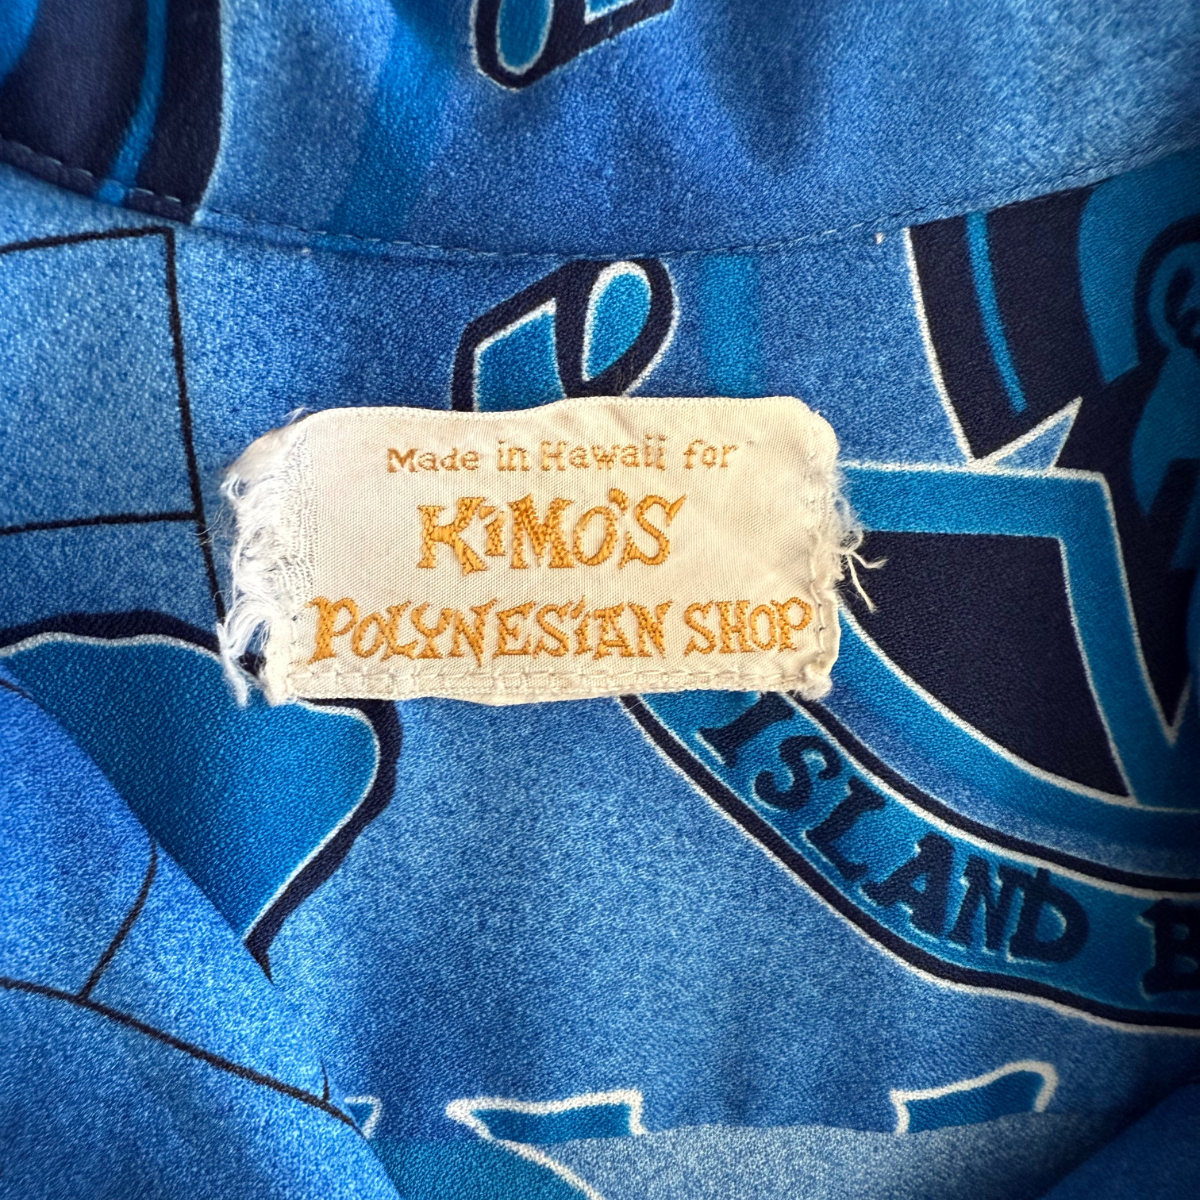 Made in Hawaii for
KiMO'S
POLYNESiAN SHOP
ISLAND B